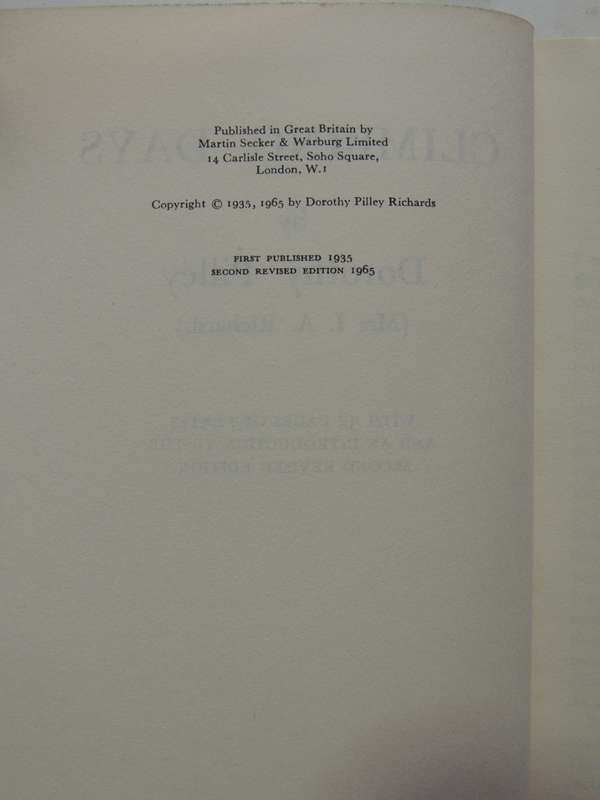 Published in Great Britain by
Martin Secker & Warburg Limited
14 Carlisle Street, Soho Square,
London, W.1
Copyright © 1935, 1965 by Dorothy Pilley Richards
FIRST PUBLISHED 1935
SECOND REVISED EDITION 1965